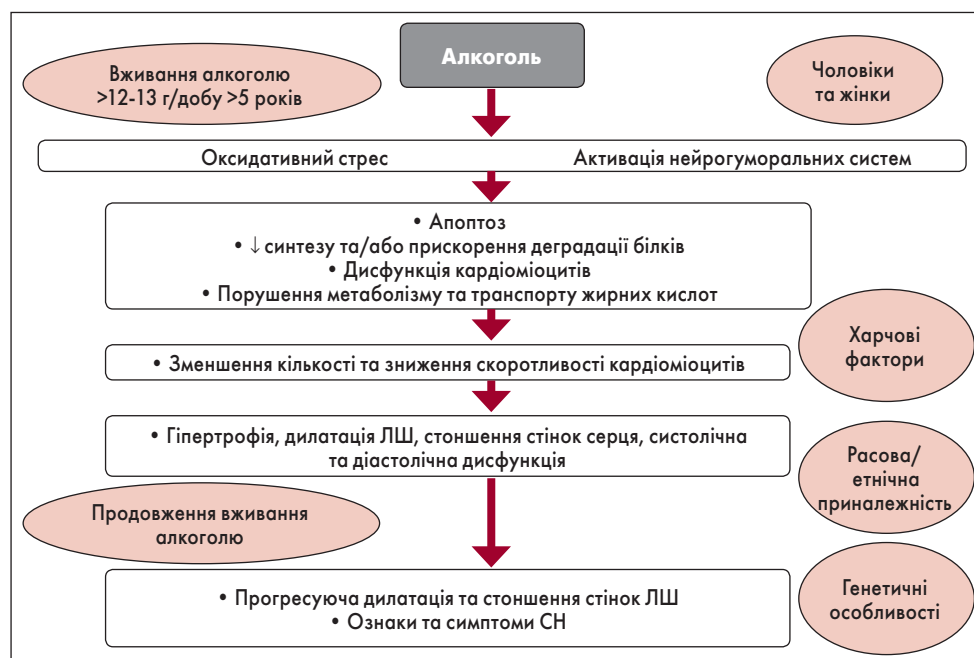 Алкоголь
Вживання алкоголю
>12-13 г/добу >5 років
Чоловіки
та жінки
Оксидативний стрес Активація нейрогуморальних систем
• Апоптоз
• ↓ синтезу та/або прискорення деградації білків
• Дисфункція кардіоміоцитів
• Порушення метаболізму та транспорту жирних кислот
Харчові
фактори
• Зменшення кількості та зниження скоротливості кардіоміоцитів
• Гіпертрофія, дилатація ЛШ, стоншення стінок серця, систолічна
та діастолічна дисфункція
Расова/
етнічна
приналежність
Продовження вживання
алкоголю
• Прогресуюча дилатація та стоншення стінок ЛШ
• Ознаки та симптоми СН
Генетичні
особливості